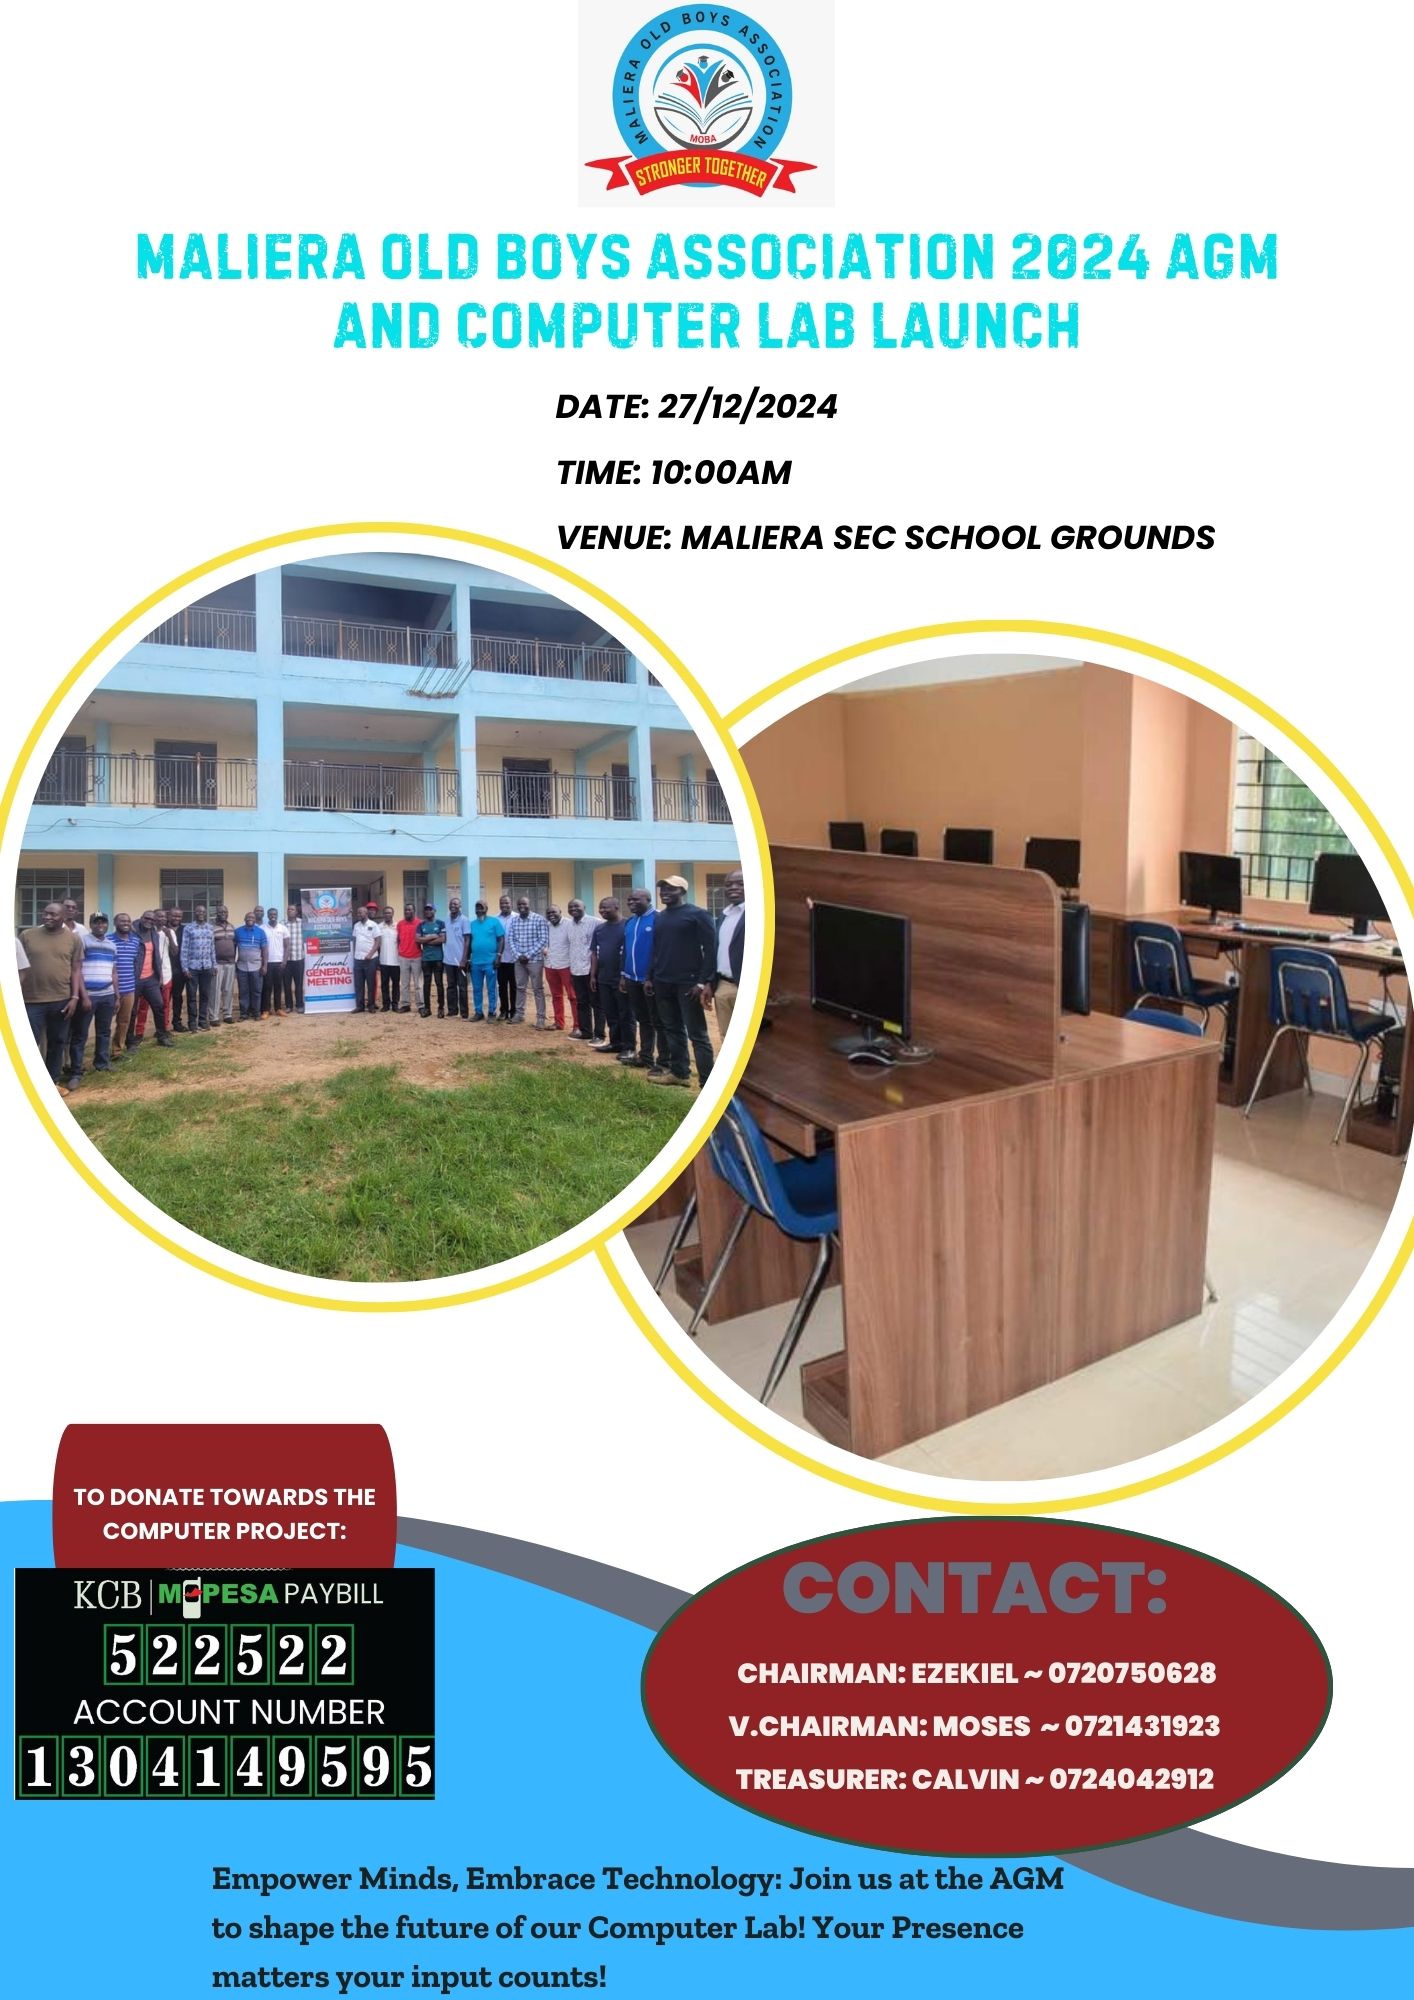 MALIERA OLD BOYS ASSOCIATION
MOBA
STRONGER TOGETHER
MALIERA OLD BOYS ASSOCIATION 2024 AGM
AND COMPUTER LAB LAUNCH
DATE: 27/12/2024
TIME: 10:00AM
VENUE: MALIERA SEC SCHOOL GROUNDS
MALIERA OLD BOYS
ASSOCIATION
Annual
GENERAL
MEETING
TO DONATE TOWARDS THE
COMPUTER PROJECT:
KCB M-PESA PAYBILL
522522
ACCOUNT NUMBER
1304149595
CONTACT:
CHAIRMAN: EZEKIEL ~ 0720750628
V.CHAIRMAN: MOSES ~ 0721431923
TREASURER: CALVIN ~ 0724042912
Empower Minds, Embrace Technology: Join us at the AGM
to shape the future of our Computer Lab! Your Presence
matters your input counts!